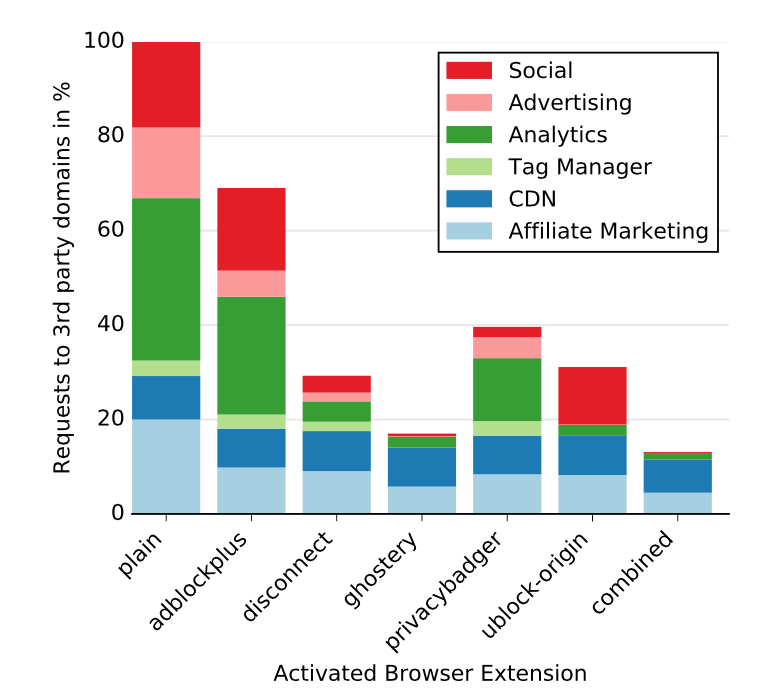 100
80
60
40
20
0
Requests to 3rd party domains in %
Social
Advertising
Analytics
Tag Manager
CDN
Affiliate Marketing
plain
adblockplus
disconnect
ghostery
privacybadger
ublock-origin
combined
Activated Browser Extension